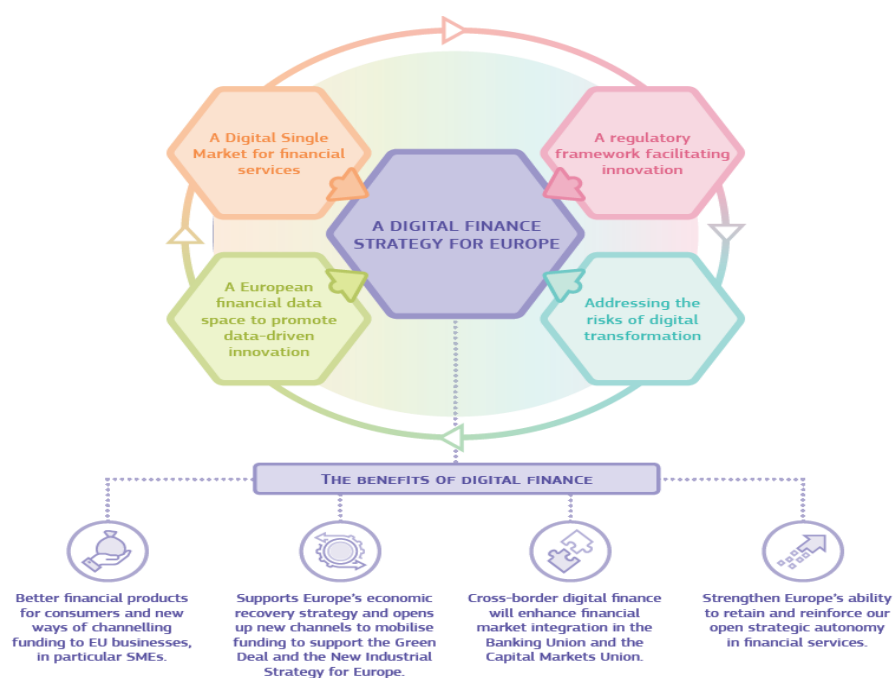 A Digital Single
Market for financial
services
A regulatory
framework facilitating
innovation
A DIGITAL FINANCE
STRATEGY FOR EUROPE
A European
financial data
space to promote
data-driven
innovation
Addressing the
risks of digital
transformation
THE BENEFITS OF DIGITAL FINANCE
Better financial products
for consumers and new
ways of channelling
funding to EU businesses,
in particular SMEs.
Supports Europe's economic
recovery strategy and opens
up new channels to mobilise
funding to support the Green
Deal and the New Industrial
Strategy for Europe.
Cross-border digital finance
will enhance financial
market integration in the
Banking Union and the
Capital Markets Union.
Strengthen Europe's ability
to retain and reinforce our
open strategic autonomy
in financial services.